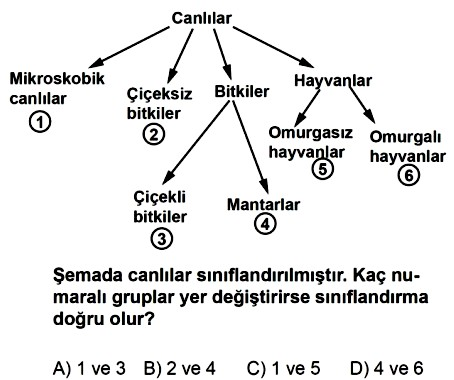 Canlılar
Mikroskobik
canlılar
1
Çiçeksiz
bitkiler
2
Bitkiler
Hayvanlar
Çiçekli
bitkiler
3
Mantarlar
4
Omurgasız
hayvanlar
5
Omurgalı
hayvanlar
6
Şemada canlılar sınıflandırılmıştır. Kaç nu-
maralı gruplar yer değiştirirse sınıflandırma
doğru olur?
A) 1 ve 3 B) 2 ve 4 C) 1 ve 5 D) 4 ve 6